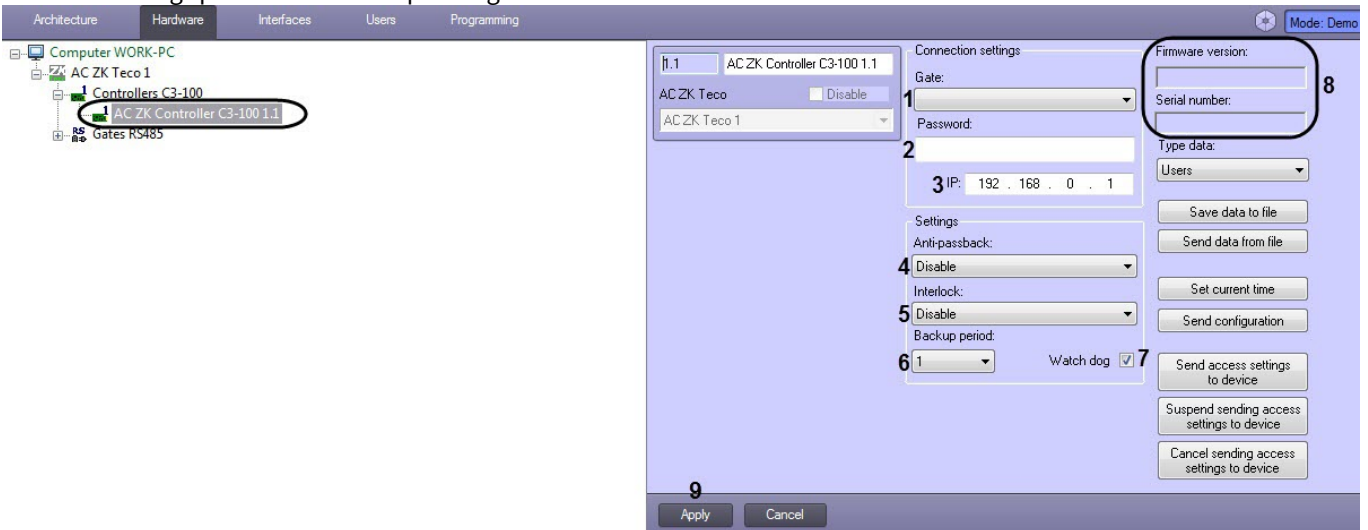 Architecture Hardware Interfaces Users Programming Mode: Demo
Computer WORK-PC
AC ZK Teco 1
1 Controllers C3-100
1 AC ZK Controller C3-100 1.1
RS Gates RS485
1.1 AC ZK Controller C3-100 1.1
AC ZK Teco Disable
AC ZK Teco 1
Connection settings
Gate:
1
Password:
2
3 IP: 192 . 168 . 0 . 1
Settings
Anti-passback:
4 Disable
Interlock:
5 Disable
Backup period:
6 1 Watch dog 7
Firmware version:
8
Serial number:
Type data:
Users
Save data to file
Send data from file
Set current time
Send configuration
Send access settings
to device
Suspend sending access
settings to device
Cancel sending access
settings to device
9
Apply Cancel